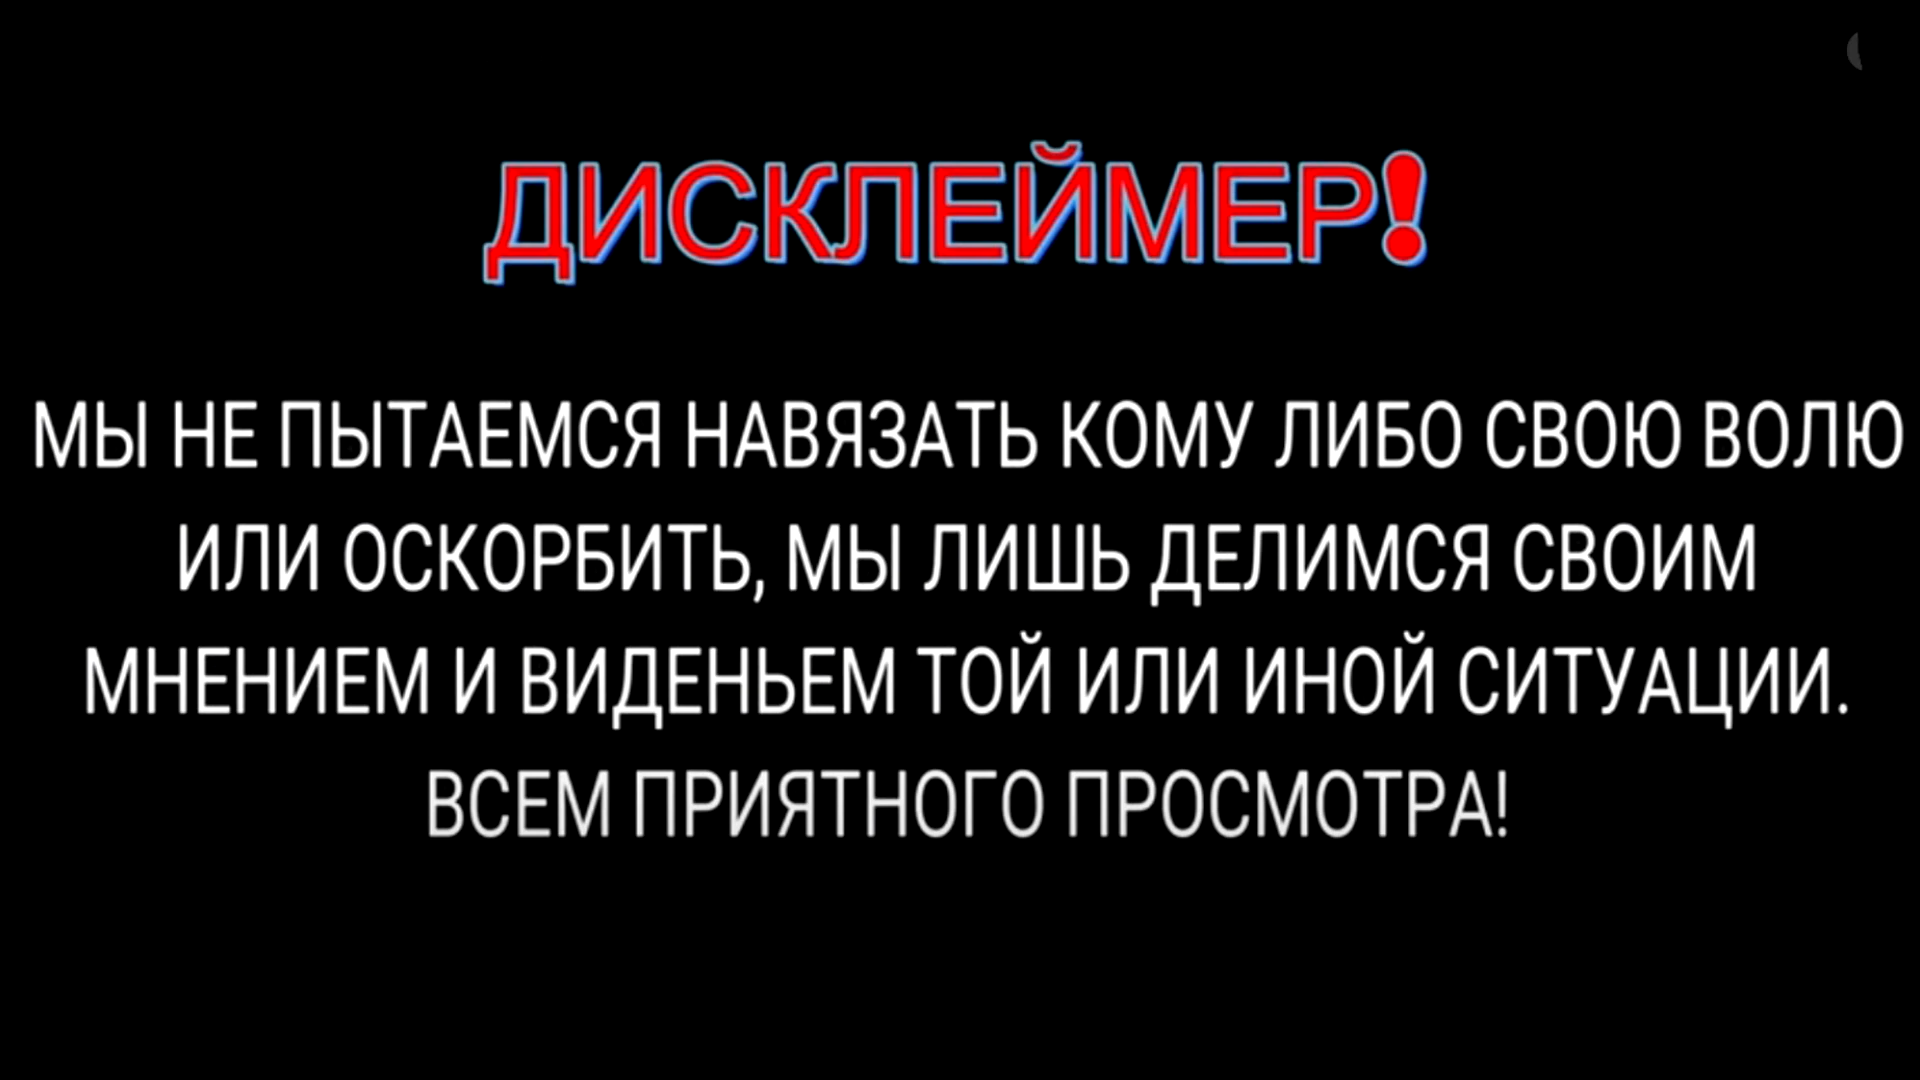 ДИСКЛЕЙМЕР!
МЫ НЕ ПЫТАЕМСЯ НАВЯЗАТЬ КОМУ ЛИБО СВОЮ ВОЛЮ
ИЛИ ОСКОРБИТЬ, МЫ ЛИШЬ ДЕЛИМСЯ СВОИМ
МНЕНИЕМ И ВИДЕНЬЕМ ТОЙ ИЛИ ИНОЙ СИТУАЦИИ.
ВСЕМ ПРИЯТНОГО ПРОСМОТРА!